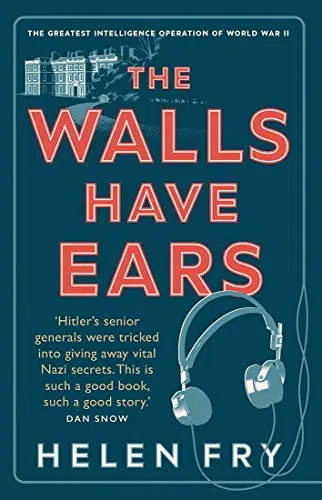 THE GREATEST INTELLIGENCE OPERATION OF WORLD WAR II
THE
WALLS
HAVE
EARS
‘Hitler’s senior
generals were tricked
into giving away vital
Nazi secrets. This is
such a good book,
such a good story.’
DAN SNOW
HELEN FRY